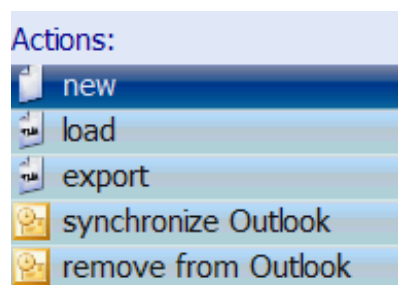 Actions:
new
load
export
synchronize Outlook
remove from Outlook